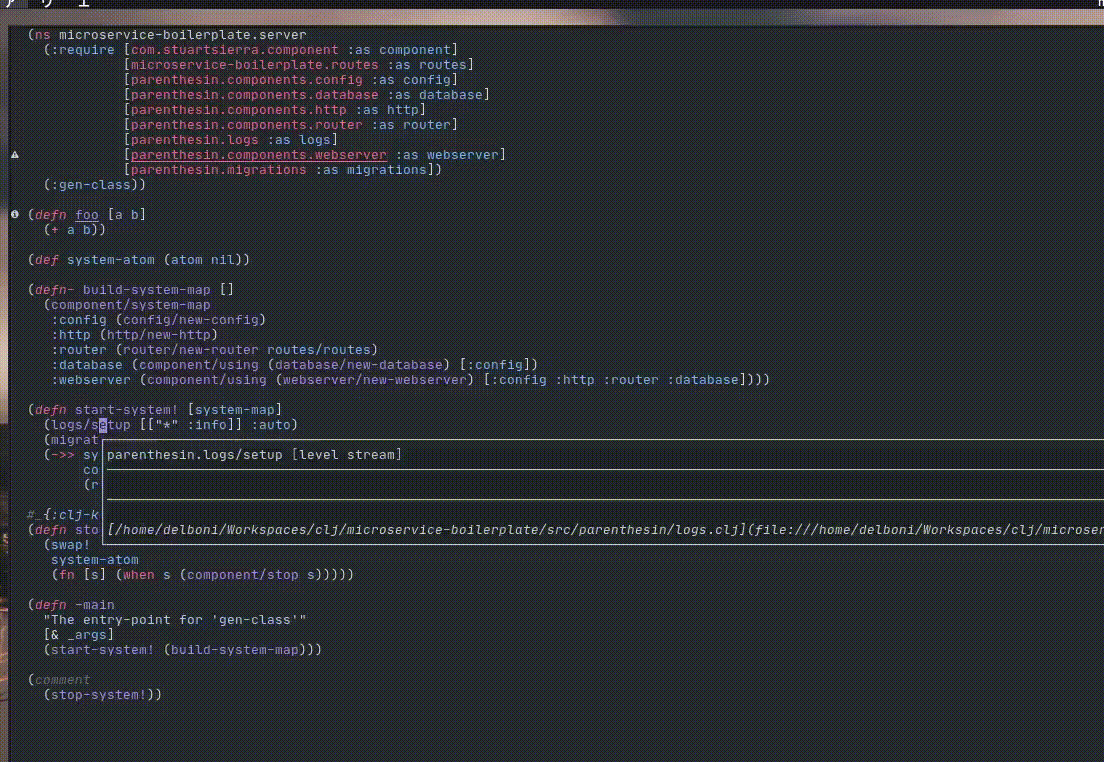 (ns microservice-boilerplate.server
  (:require [com.stuartsierra.component :as component]
            [microservice-boilerplate.routes :as routes]
            [parenthesin.components.config :as config]
            [parenthesin.components.database :as database]
            [parenthesin.components.http :as http]
            [parenthesin.components.router :as router]
            [parenthesin.logs :as logs]
            [parenthesin.components.webserver :as webserver]
            [parenthesin.migrations :as migrations])
  (:gen-class))
(defn foo [a b]
  (+ a b))
(def system-atom (atom nil))
(defn- build-system-map []
  (component/system-map
   :config (config/new-config)
   :http (http/new-http)
   :router (router/new-router routes/routes)
   :database (component/using (database/new-database) [:config])
   :webserver (component/using (webserver/new-webserver) [:config :http :router :database])))
(defn start-system! [system-map]
  (logs/setup [["*" :info]] :auto)
  (migrat
  (->> sy parenthesin.logs/setup [level stream]
       co
       (r
#_{:clj-k
(defn sto [/home/delboni/Workspaces/clj/microservice-boilerplate/src/parenthesin/logs.clj](file:///home/delboni/Workspaces/clj/microser
  (swap!
   system-atom
   (fn [s] (when s (component/stop s)))))
(defn -main
  "The entry-point for 'gen-class'"
  [& _args]
  (start-system! (build-system-map)))
(comment
  (stop-system!))